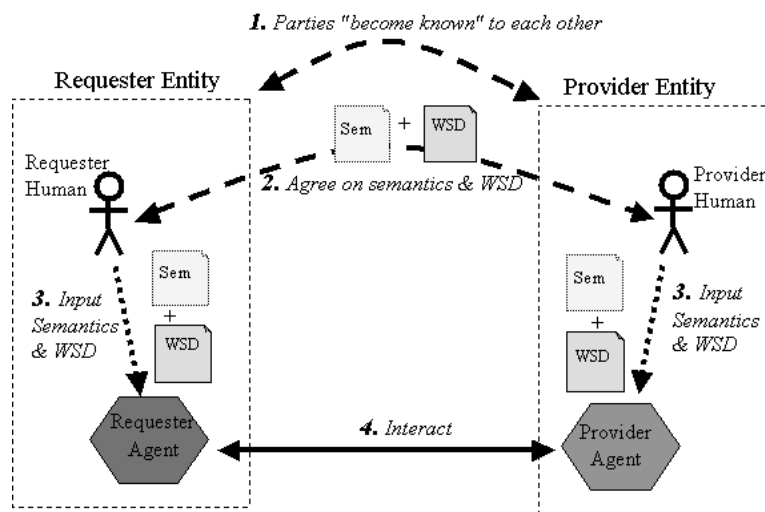 1. Parties "become known" to each other
Requester Entity
Provider Entity
Sem
+
WSD
Requester
Human
Provider
Human
2. Agree on semantics & WSD
Sem
+
WSD
3. Input
Semantics
& WSD
Sem
+
WSD
3. Input
Semantics
& WSD
Requester
Agent
4. Interact
Provider
Agent